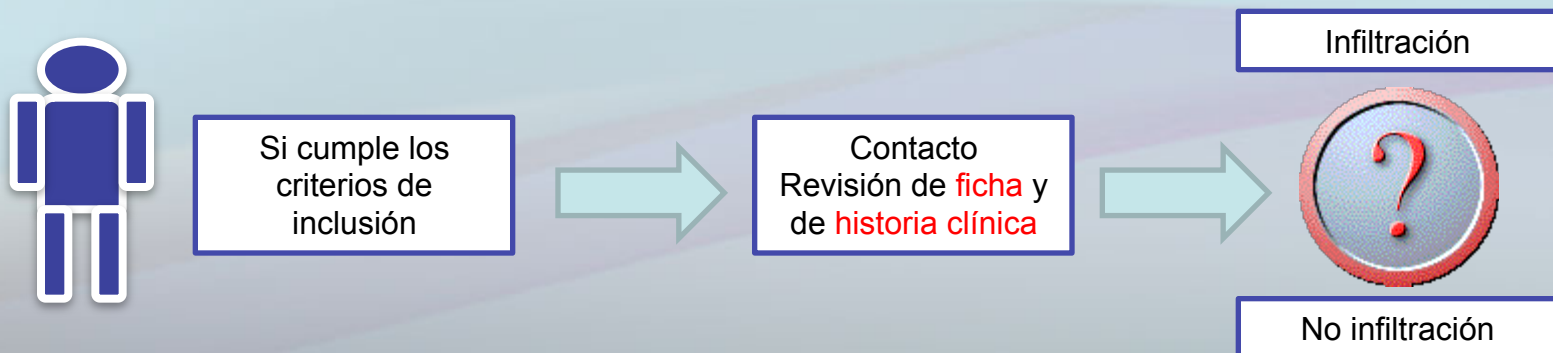 Si cumple los
criterios de
inclusión
Contacto
Revisión de ficha y
de historia clínica
Infiltración
?
No infiltración